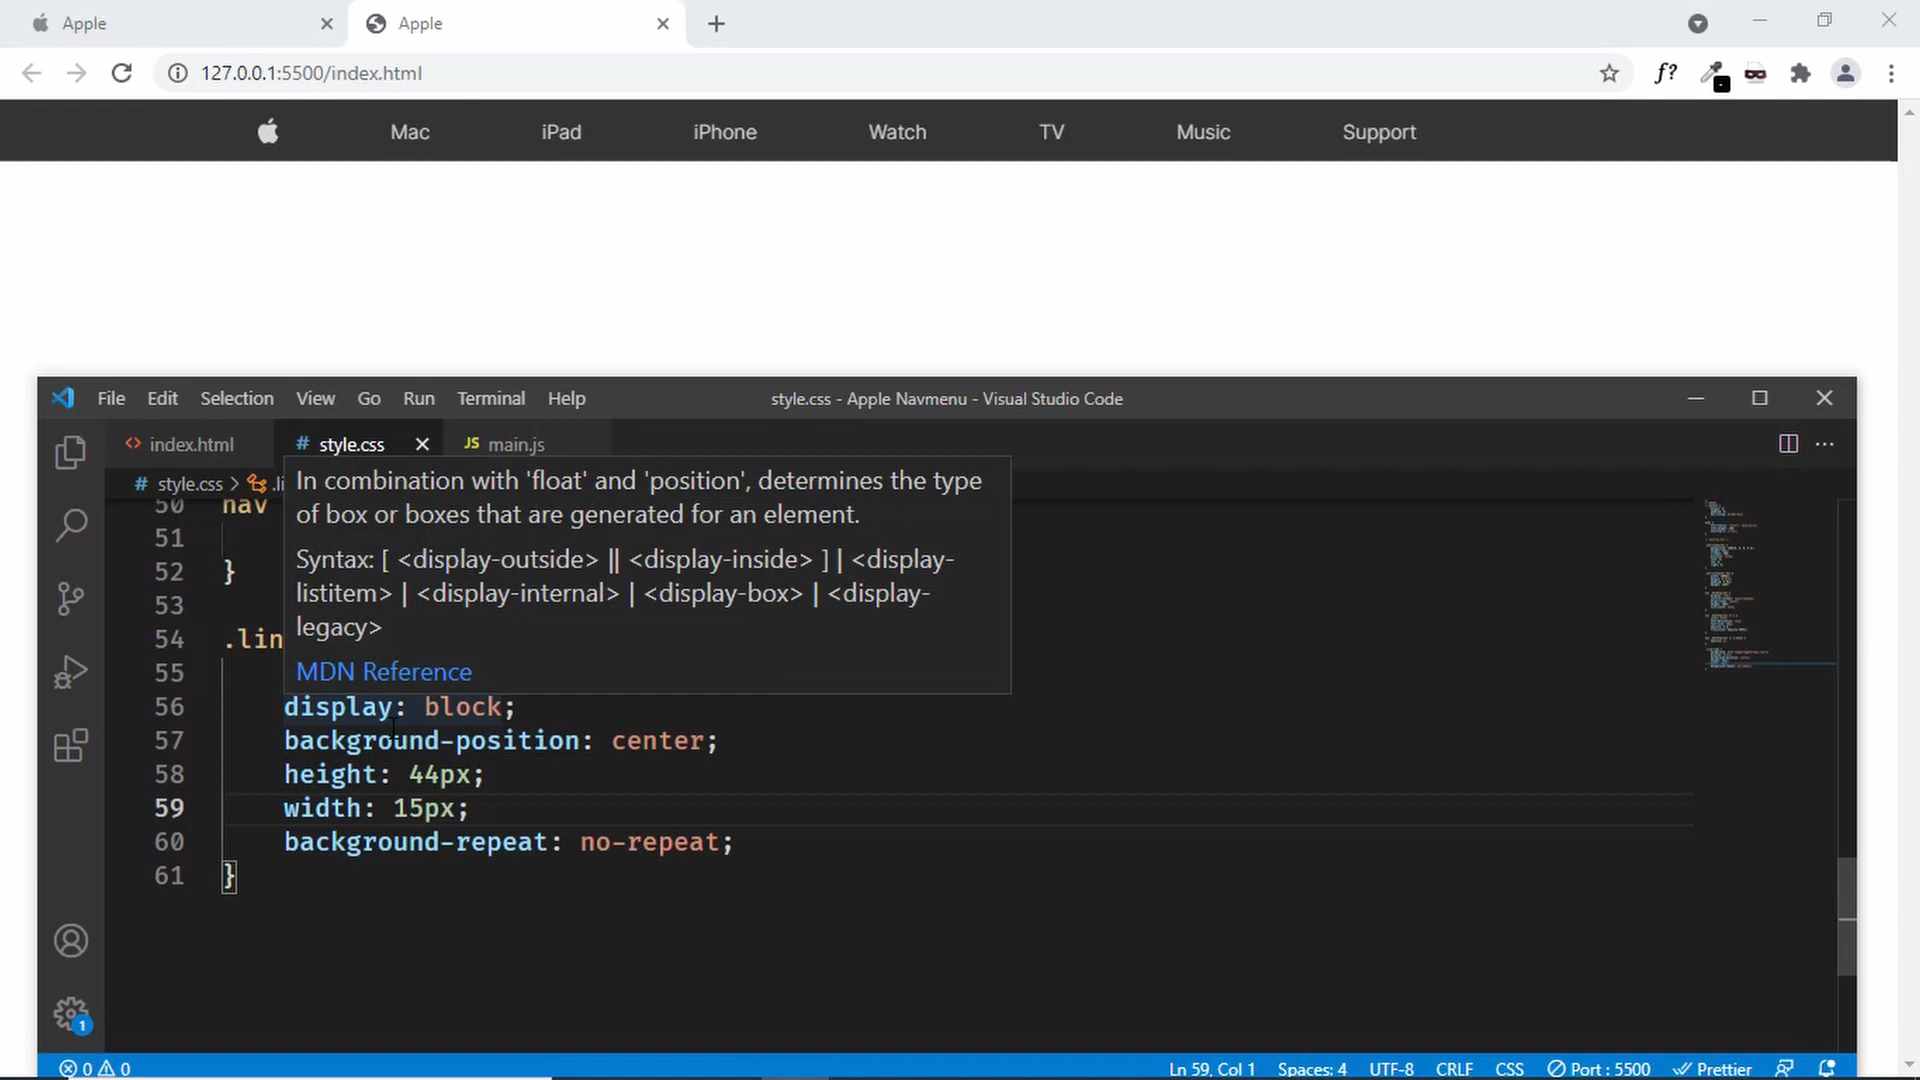 Apple
Apple
127.0.0.1:5500/index.html
f?
Mac iPad iPhone Watch TV Music Support
File Edit Selection View Go Run Terminal Help
style.css - Apple Navmenu - Visual Studio Code
<> index.html
# style.css
JS main.js
# style.css > .li
In combination with 'float' and 'position', determines the type
of box or boxes that are generated for an element.
Syntax: [ <display-outside> || <display-inside> ] | <display-
listitem> | <display-internal> | <display-box> | <display-
legacy>
MDN Reference
50 nav
51
52 }
53
54 .lin
55
56 display: block;
57 background-position: center;
58 height: 44px;
59 width: 15px;
60 background-repeat: no-repeat;
61 }
1
0 0
Ln 59, Col 1 Spaces: 4 UTF-8 CRLF CSS Port : 5500 Prettier